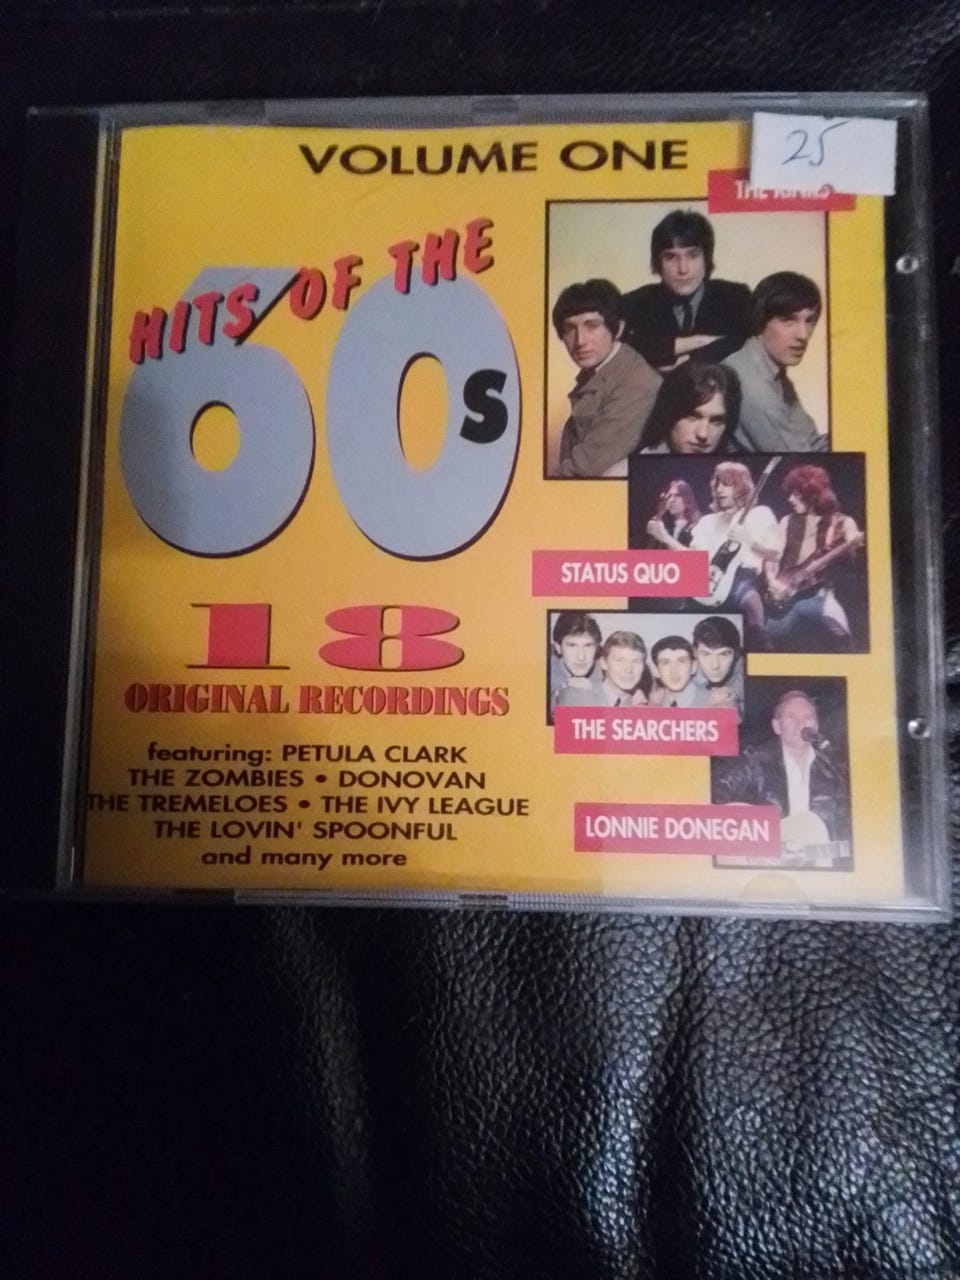 VOLUME ONE
25
HITS OF THE
60s
18
ORIGINAL RECORDINGS
featuring: PETULA CLARK
THE ZOMBIES • DONOVAN
THE TREMELOES • THE IVY LEAGUE
THE LOVIN' SPOONFUL
and many more
THE
STATUS QUO
THE SEARCHERS
LONNIE DONEGAN